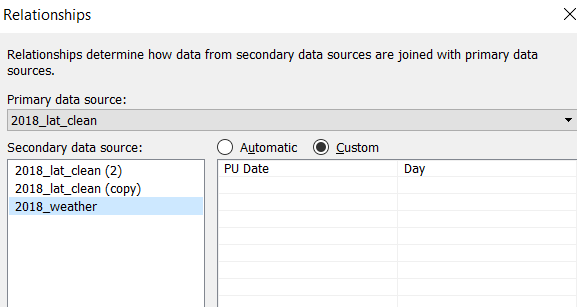 Relationships
Relationships determine how data from secondary data sources are joined with primary data
sources.
Primary data source:
2018_lat_clean
Secondary data source:
Automatic
Custom
2018_lat_clean (2)
2018_lat_clean (copy)
2018_weather
PU Date
Day